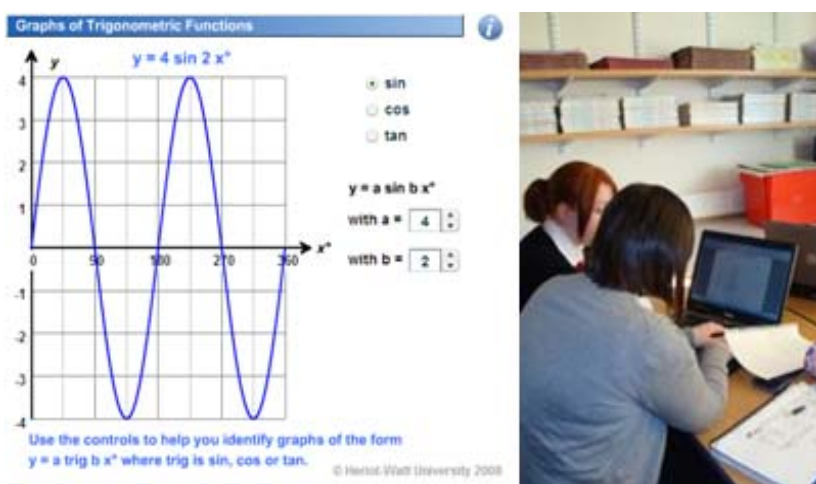 Graphs of Trigonometric Functions
i
y = 4 sin 2 x°
y
4
3
2
1
0 90 180 270 360 x°
-1
-2
-3
-4
sin
cos
tan
y = a sin b x°
with a = 4
with b = 2
Use the controls to help you identify graphs of the form
y = a trig b x° where trig is sin, cos or tan.
© Heriot-Watt University 2008